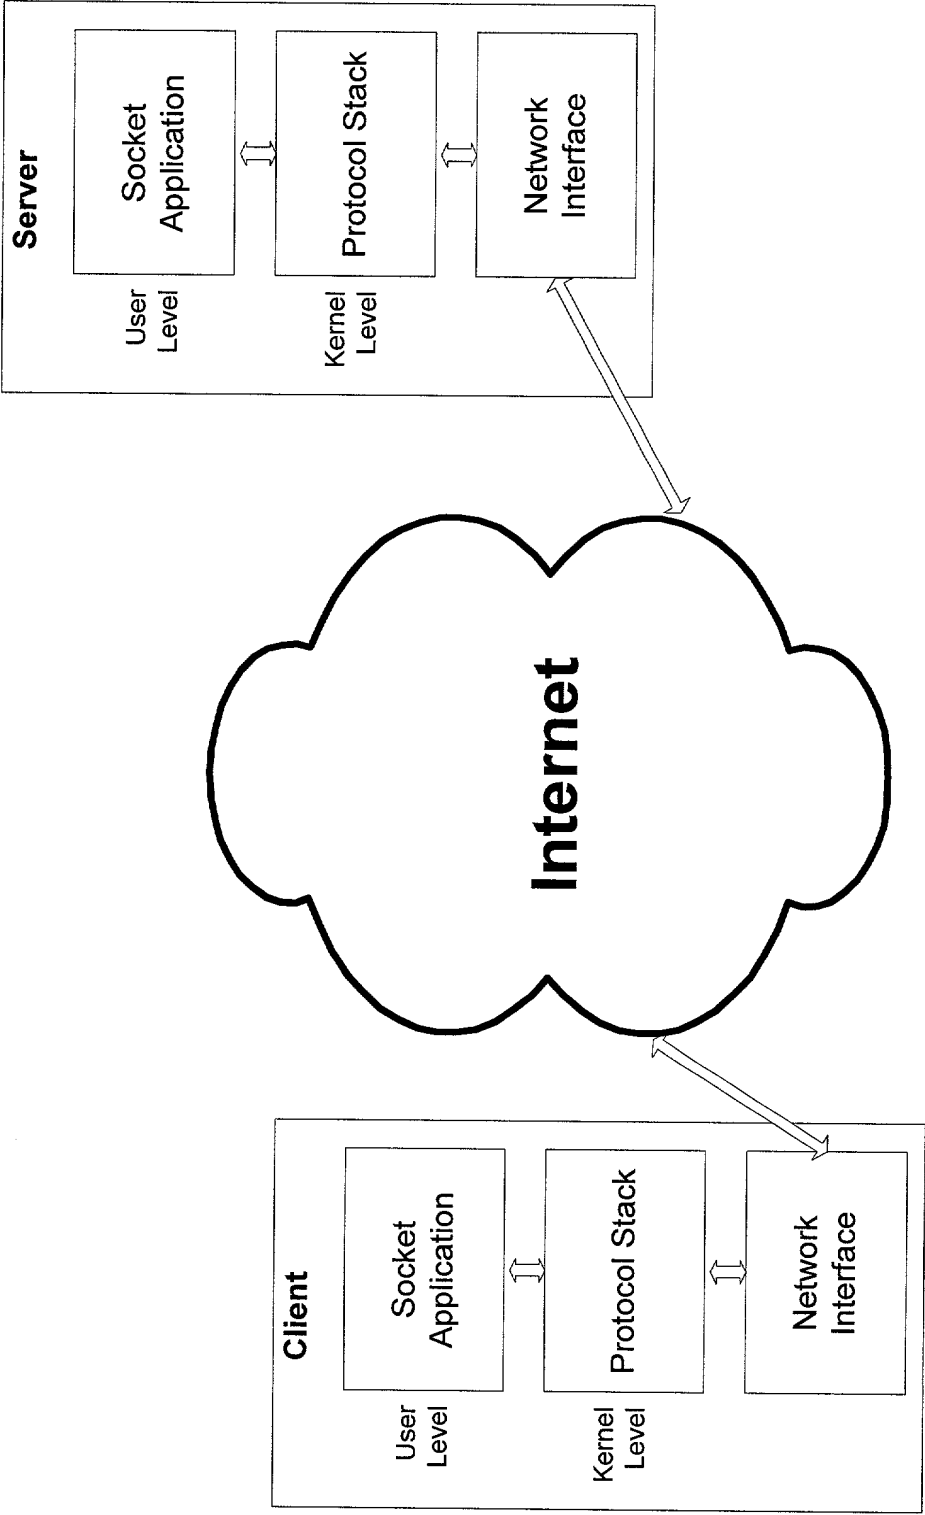 Client
User
Level
Socket
Application
Kernel
Level
Protocol Stack
Network
Interface
Internet
Server
User
Level
Socket
Application
Kernel
Level
Protocol Stack
Network
Interface